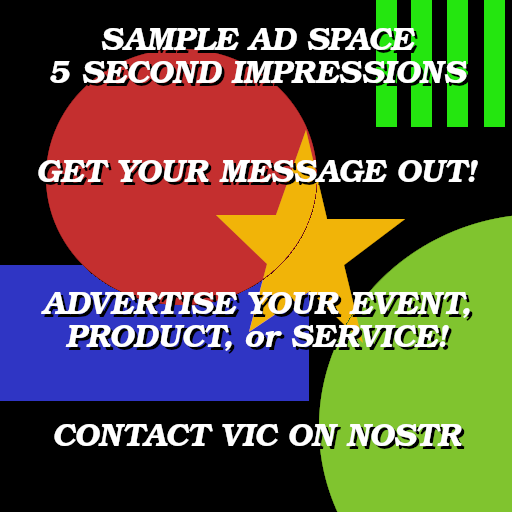 SAMPLE AD SPACE
5 SECOND IMPRESSIONS
GET YOUR MESSAGE OUT!
ADVERTISE YOUR EVENT,
PRODUCT, or SERVICE!
CONTACT VIC ON NOSTR